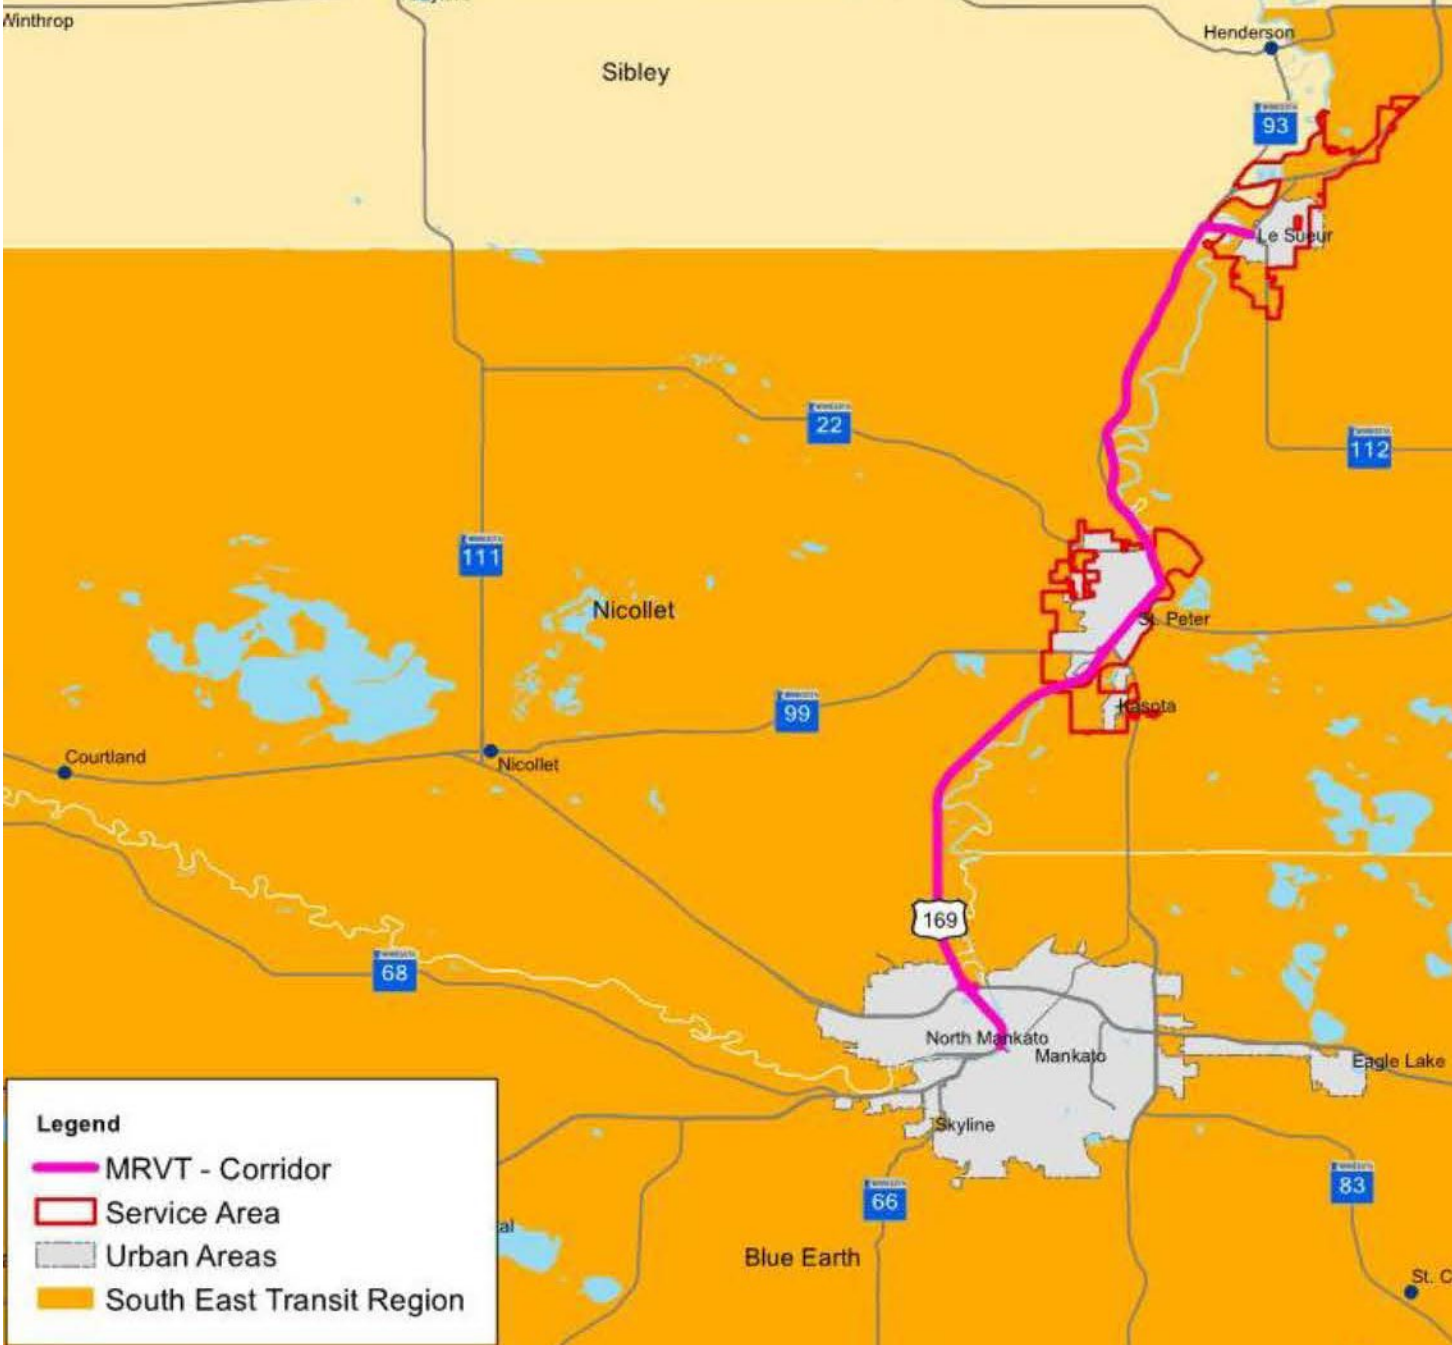 Winthrop
Henderson
Sibley
93
Le Sueur
22
112
111
Nicollet
St. Peter
99
Kasota
Courtland
Nicollet
169
68
North Mankato
Mankato
Eagle Lake
Skyline
83
66
Blue Earth
St. C
al
Legend
MRVT - Corridor
Service Area
Urban Areas
South East Transit Region